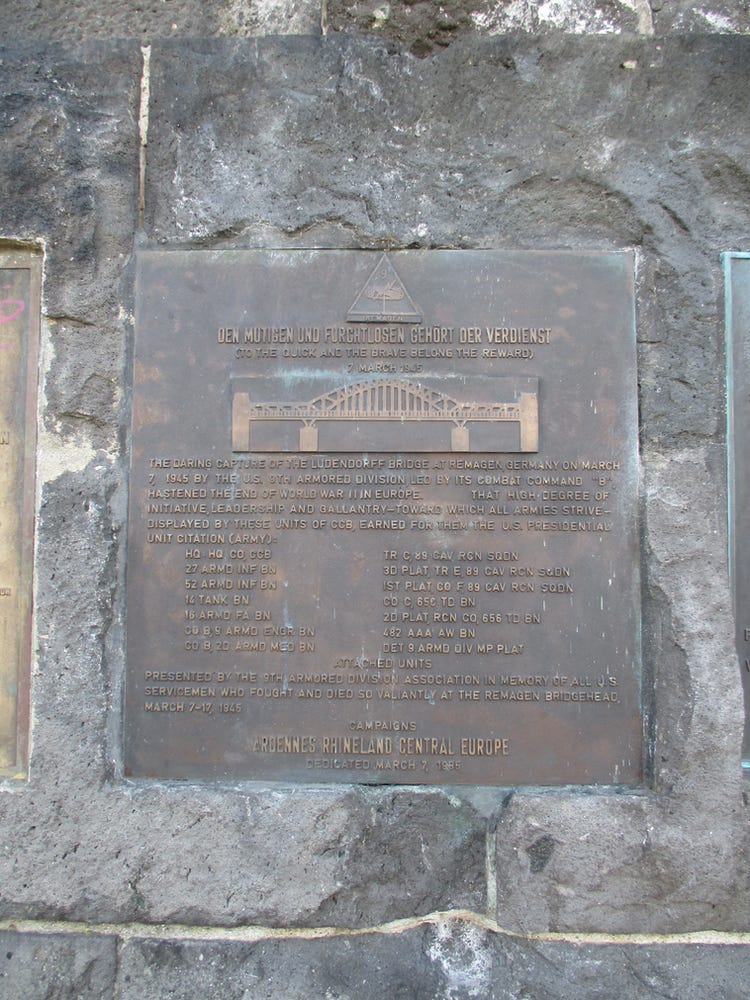 9
REMAGEN
DEN MUTIGEN UND FURCHTLOSEN GEHÖRT DER VERDIENST
(TO THE QUICK AND THE BRAVE BELONG THE REWARD)
7 MARCH 1945
THE DARING CAPTURE OF THE LUDENDORFF BRIDGE AT REMAGEN GERMANY ON MARCH
7, 1945 BY THE U.S. 9TH ARMORED DIVISION LED BY ITS COMBAT COMMAND "B"
HASTENED THE END OF WORLD WAR II IN EUROPE. THAT HIGH DEGREE OF
INITIATIVE, LEADERSHIP AND GALLANTRY-TOWARD WHICH ALL ARMIES STRIVE-
DISPLAYED BY THESE UNITS OF CCB, EARNED FOR THEM THE U.S. PRESIDENTIAL
UNIT CITATION (ARMY):
HQ HQ, CO, CCB
27 ARMD INF BN
52 ARMD INF BN
14 TANK BN
16 ARMD FA BN
CO B, 9 ARMD ENGR BN
CO B, 2D ARMD MED BN
TR C, 89 CAV RCN SQDN
3D PLAT TR E, 89 CAV RCN SQDN
1ST PLAT CO F 89 CAV RCN SQDN
CO C, 656 TD BN
2D PLAT RCN CO, 656 TD BN
482 AAA AW BN
DET 9 ARMD DIV MP PLAT
ATTACHED UNITS
PRESENTED BY THE 9TH ARMORED DIVISION ASSOCIATION IN MEMORY OF ALL U.S.
SERVICEMEN WHO FOUGHT AND DIED SO VALIANTLY AT THE REMAGEN BRIDGEHEAD,
MARCH 7-17, 1945
CAMPAIGNS
ARDENNES RHINELAND CENTRAL EUROPE
DEDICATED MARCH 7, 1985